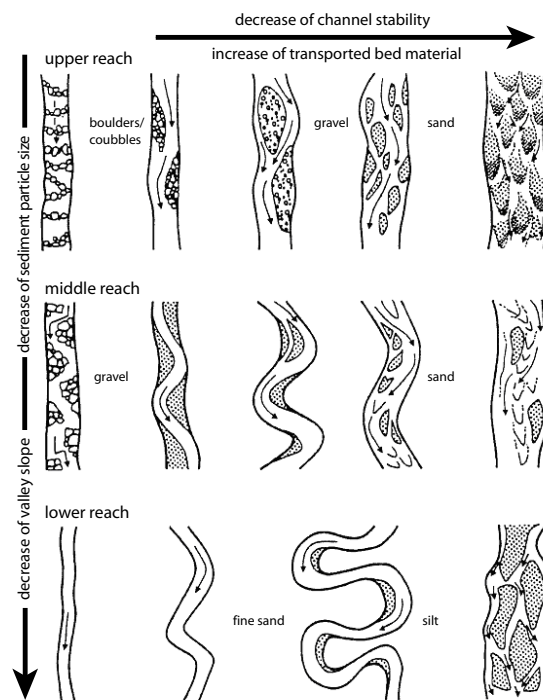 decrease of channel stability
increase of transported bed material
upper reach
boulders/
coubbles
gravel
sand
decrease of sediment particle size
middle reach
gravel
sand
decrease of valley slope
lower reach
fine sand
silt